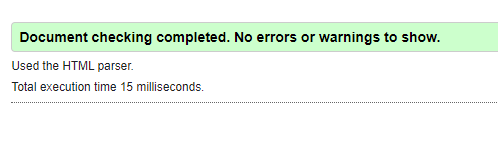 Document checking completed. No errors or warnings to show.
Used the HTML parser.
Total execution time 15 milliseconds.